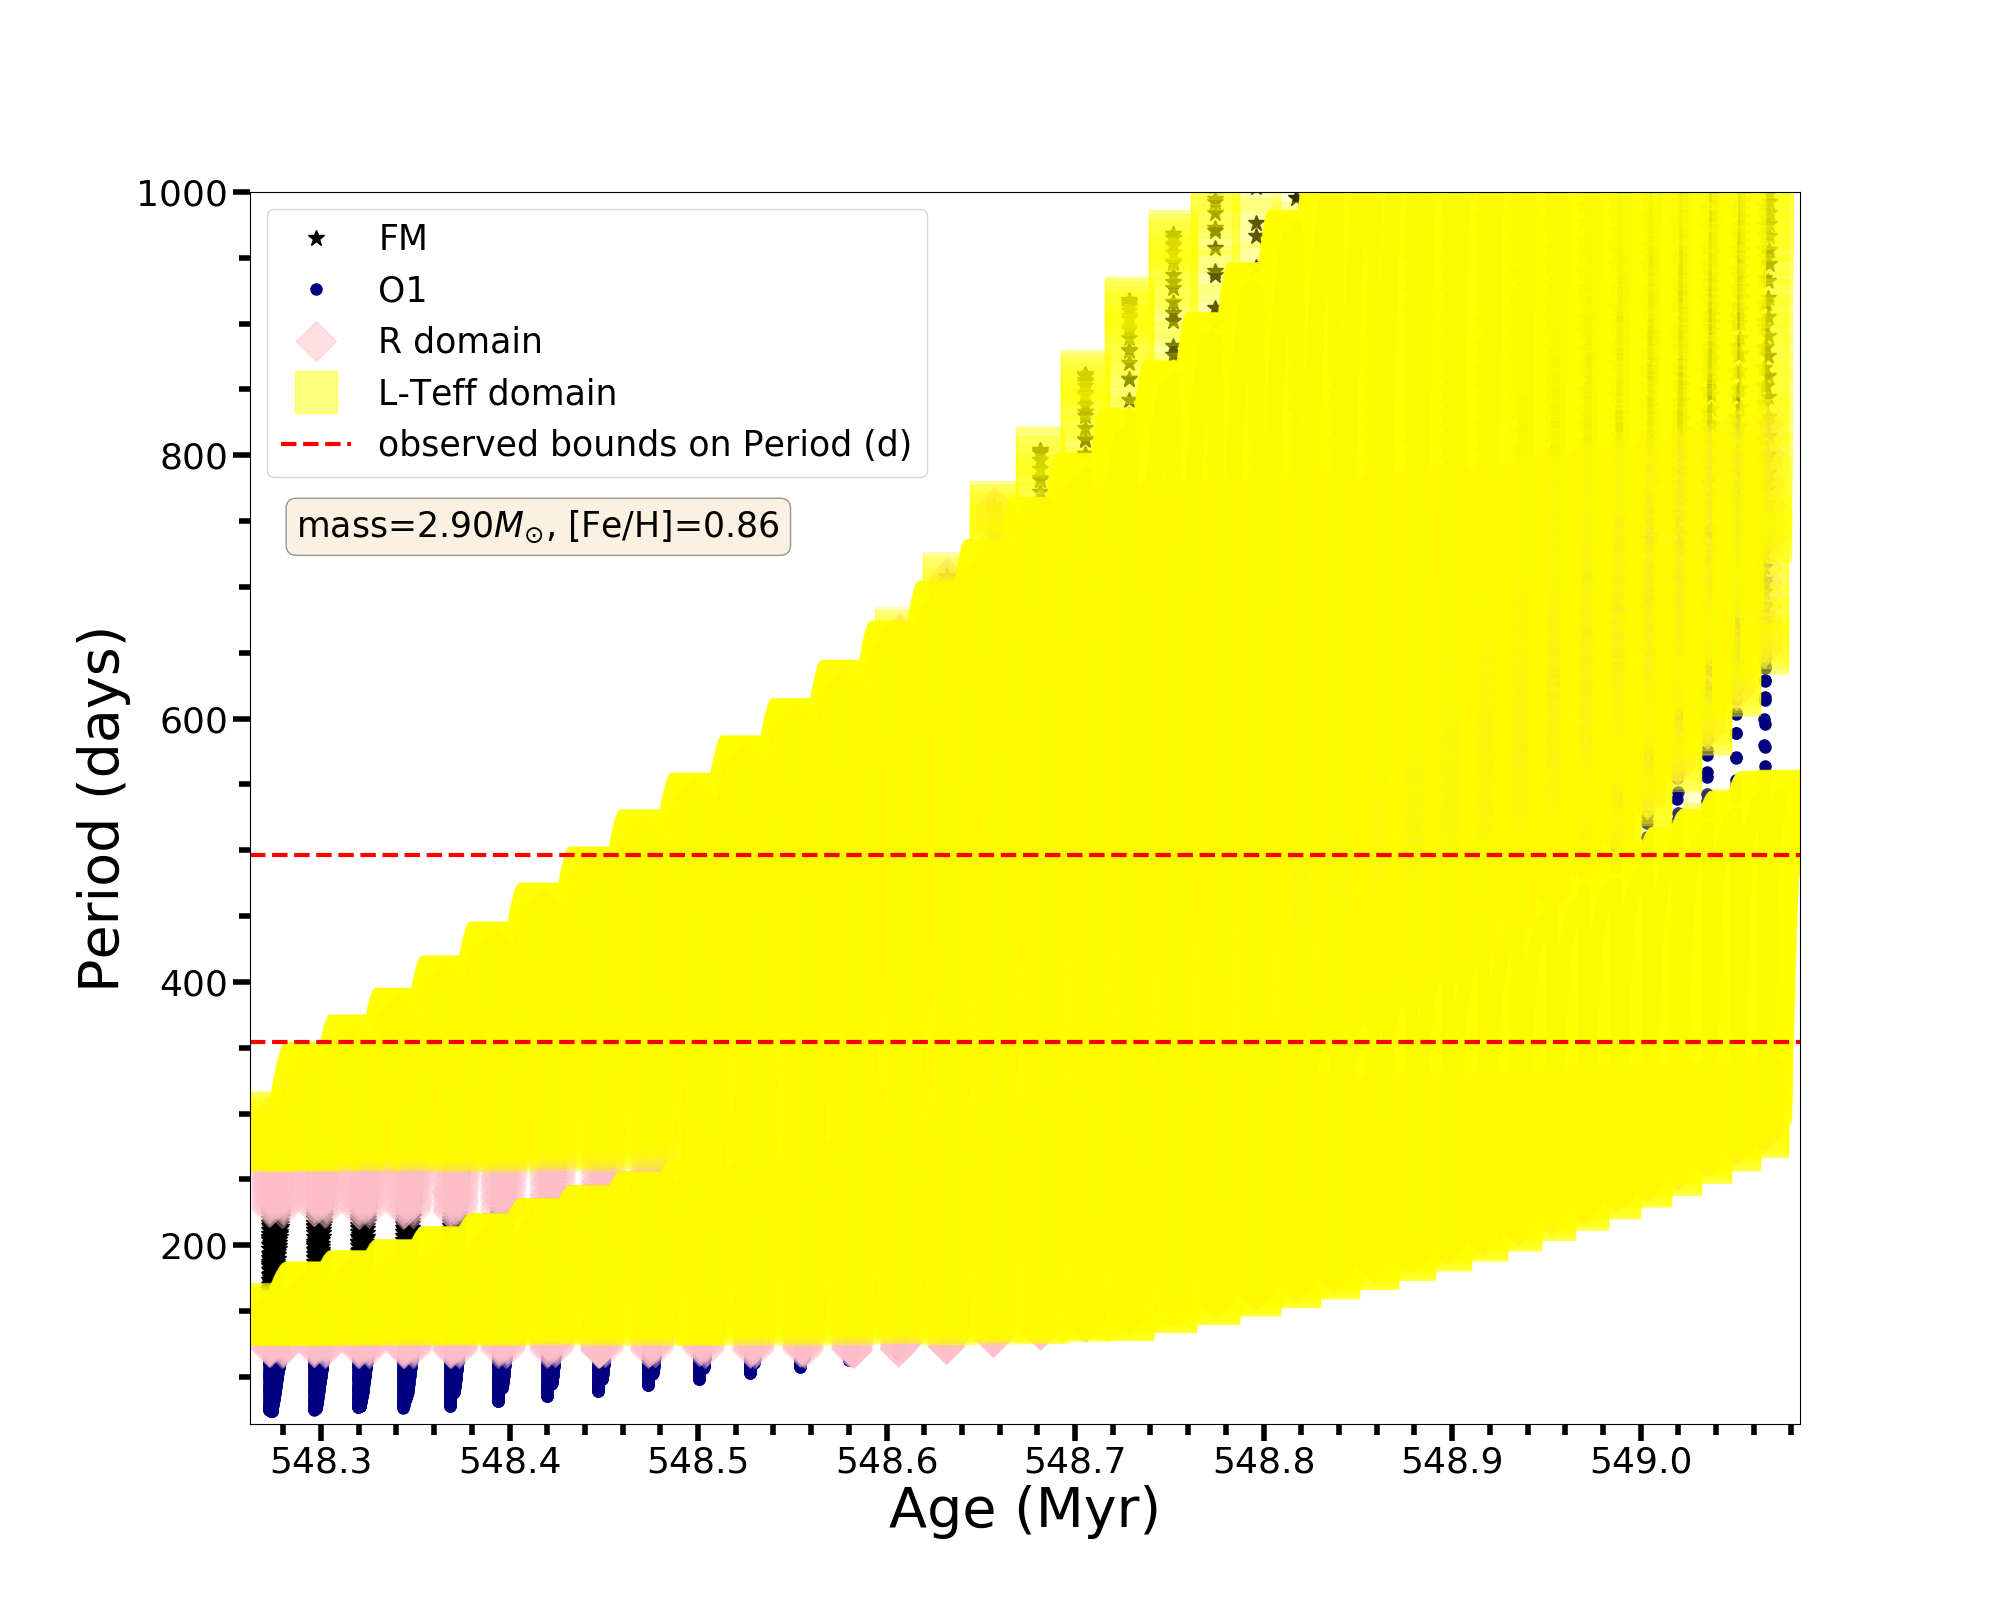 FM
O1
R domain
L-Teff domain
observed bounds on Period (d)
mass=2.90M☉, [Fe/H]=0.86
1000
800
600
400
200
Period (days)
548.3 548.4 548.5 548.6 548.7 548.8 548.9 549.0
Age (Myr)